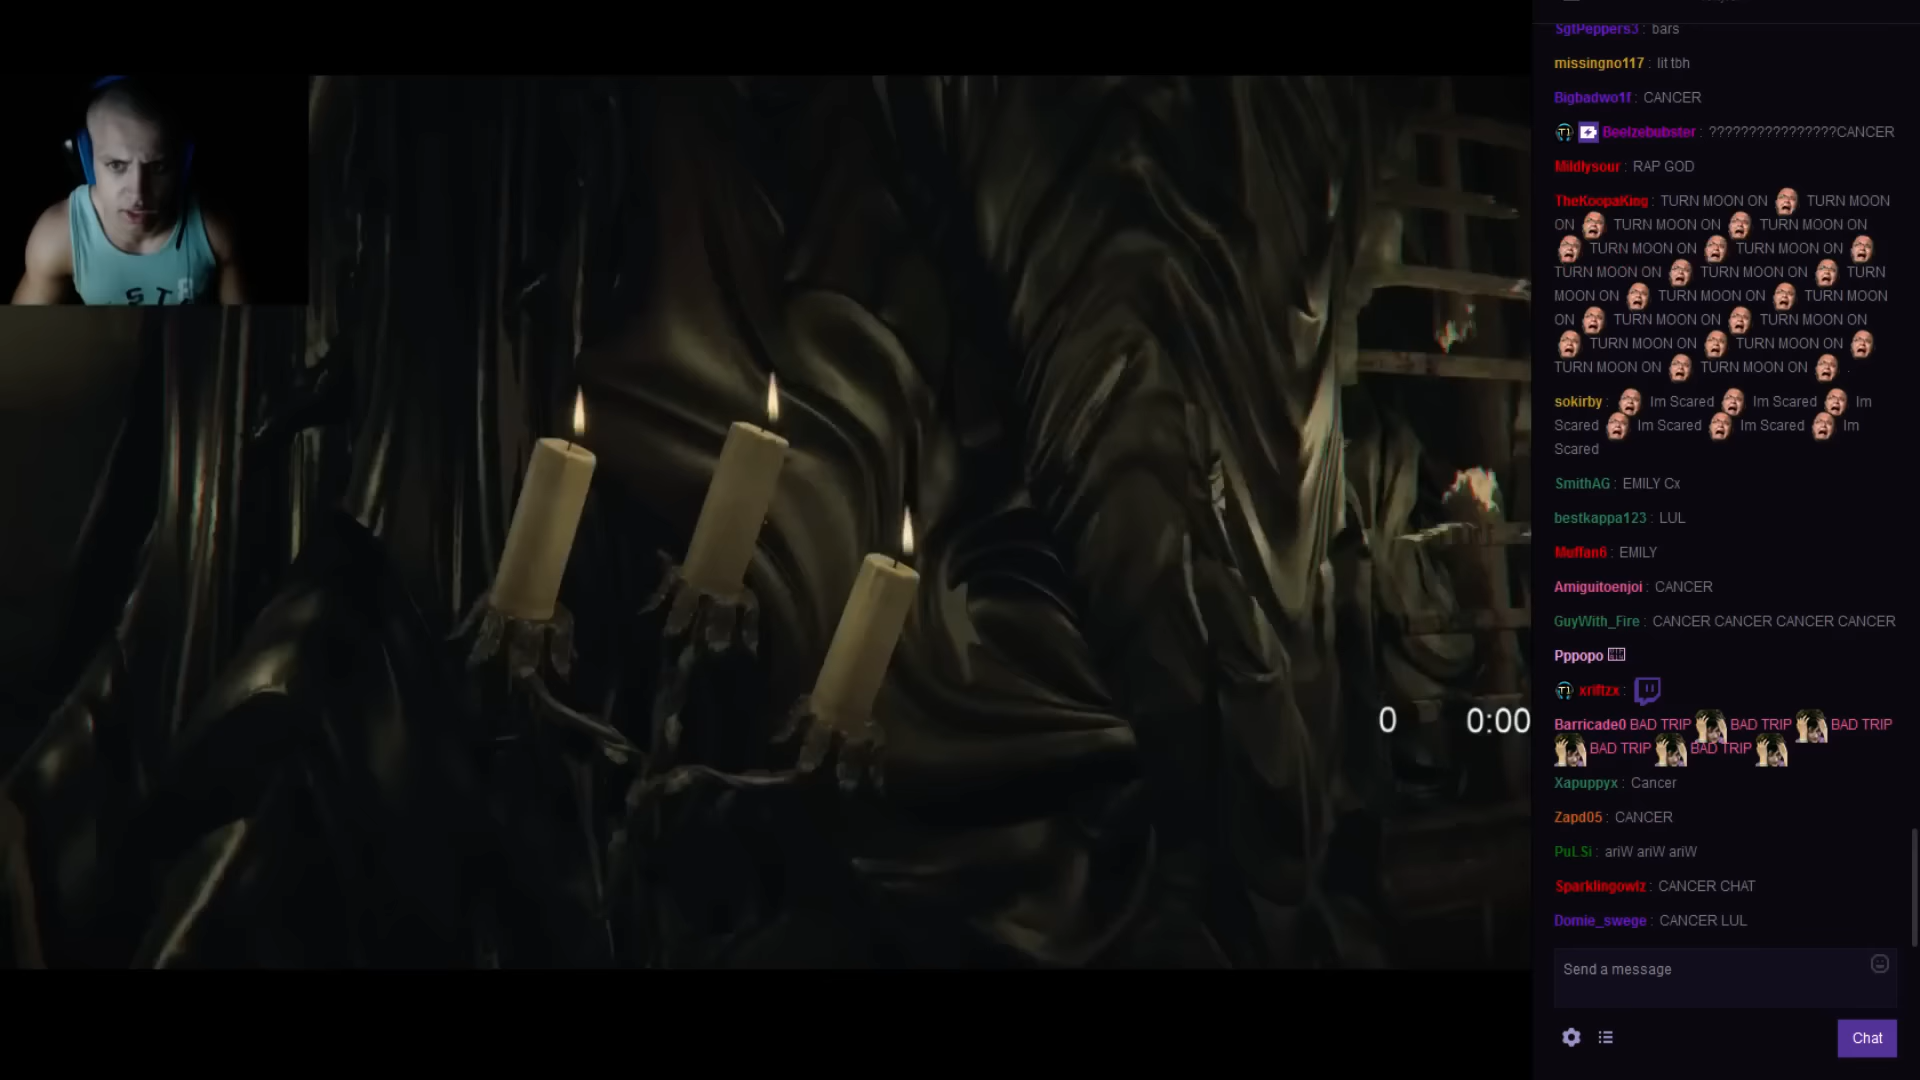 SgtPeppers3 : bars
missingno117 : lit tbh
Bigbadwo1f : CANCER
Beelzebubster : ????????????????CANCER
Mildlysour : RAP GOD
TheKoopaKing : TURN MOON ON TURN MOON
ON TURN MOON ON TURN MOON ON
TURN MOON ON TURN MOON ON
TURN MOON ON TURN MOON ON TURN
MOON ON TURN MOON ON TURN MOON
ON TURN MOON ON TURN MOON ON
TURN MOON ON TURN MOON ON
TURN MOON ON TURN MOON ON .
sokirby : Im Scared Im Scared Im
Scared Im Scared Im Scared Im
Scared
SmithAG : EMILY Cx
bestkappa123 : LUL
Muffan6 : EMILY
Amiguitoenjoi : CANCER
GuyWith_Fire : CANCER CANCER CANCER CANCER
Pppopo
xriftzx :
Barricade0 BAD TRIP BAD TRIP BAD TRIP
BAD TRIP BAD TRIP
Xapuppyx : Cancer
Zapd05 : CANCER
PuLSi : ariW ariW ariW
Sparklingowlz : CANCER CHAT
Domie_swege : CANCER LUL
Send a message
Chat
0 0:00